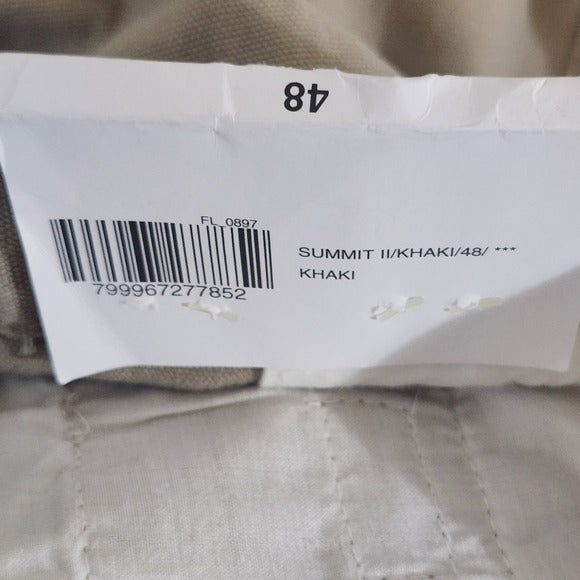 48
FL_0897
799967277852
SUMMIT II/KHAKI/48/ ***
KHAKI